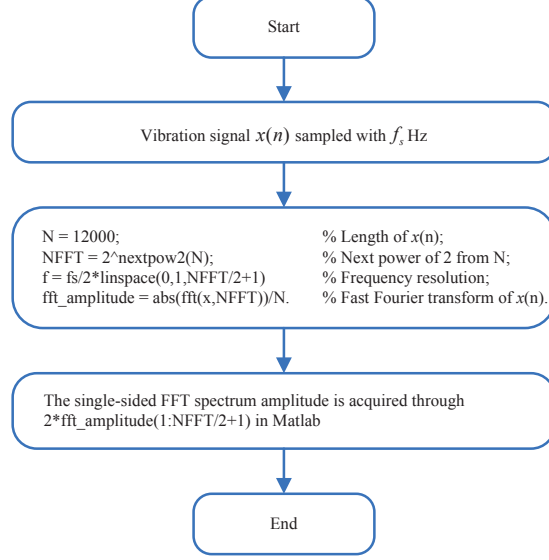 Start
Vibration signal x(n) sampled with fs Hz
N = 12000; % Length of x(n);
NFFT = 2^nextpow2(N); % Next power of 2 from N;
f = fs/2*linspace(0,1,NFFT/2+1) % Frequency resolution;
fft_amplitude = abs(fft(x,NFFT))/N. % Fast Fourier transform of x(n).
The single-sided FFT spectrum amplitude is acquired through
2*fft_amplitude(1:NFFT/2+1) in Matlab
End